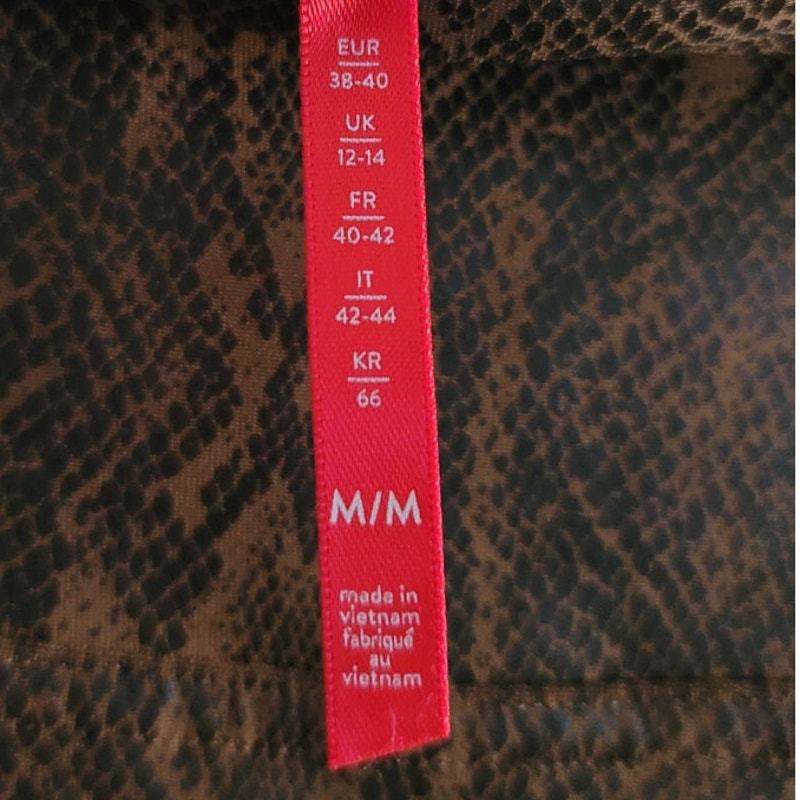 EUR
38-40
UK
12-14
FR
40-42
IT
42-44
KR
66
M/M
made in
vietnam
fabriqué
au
vietnam